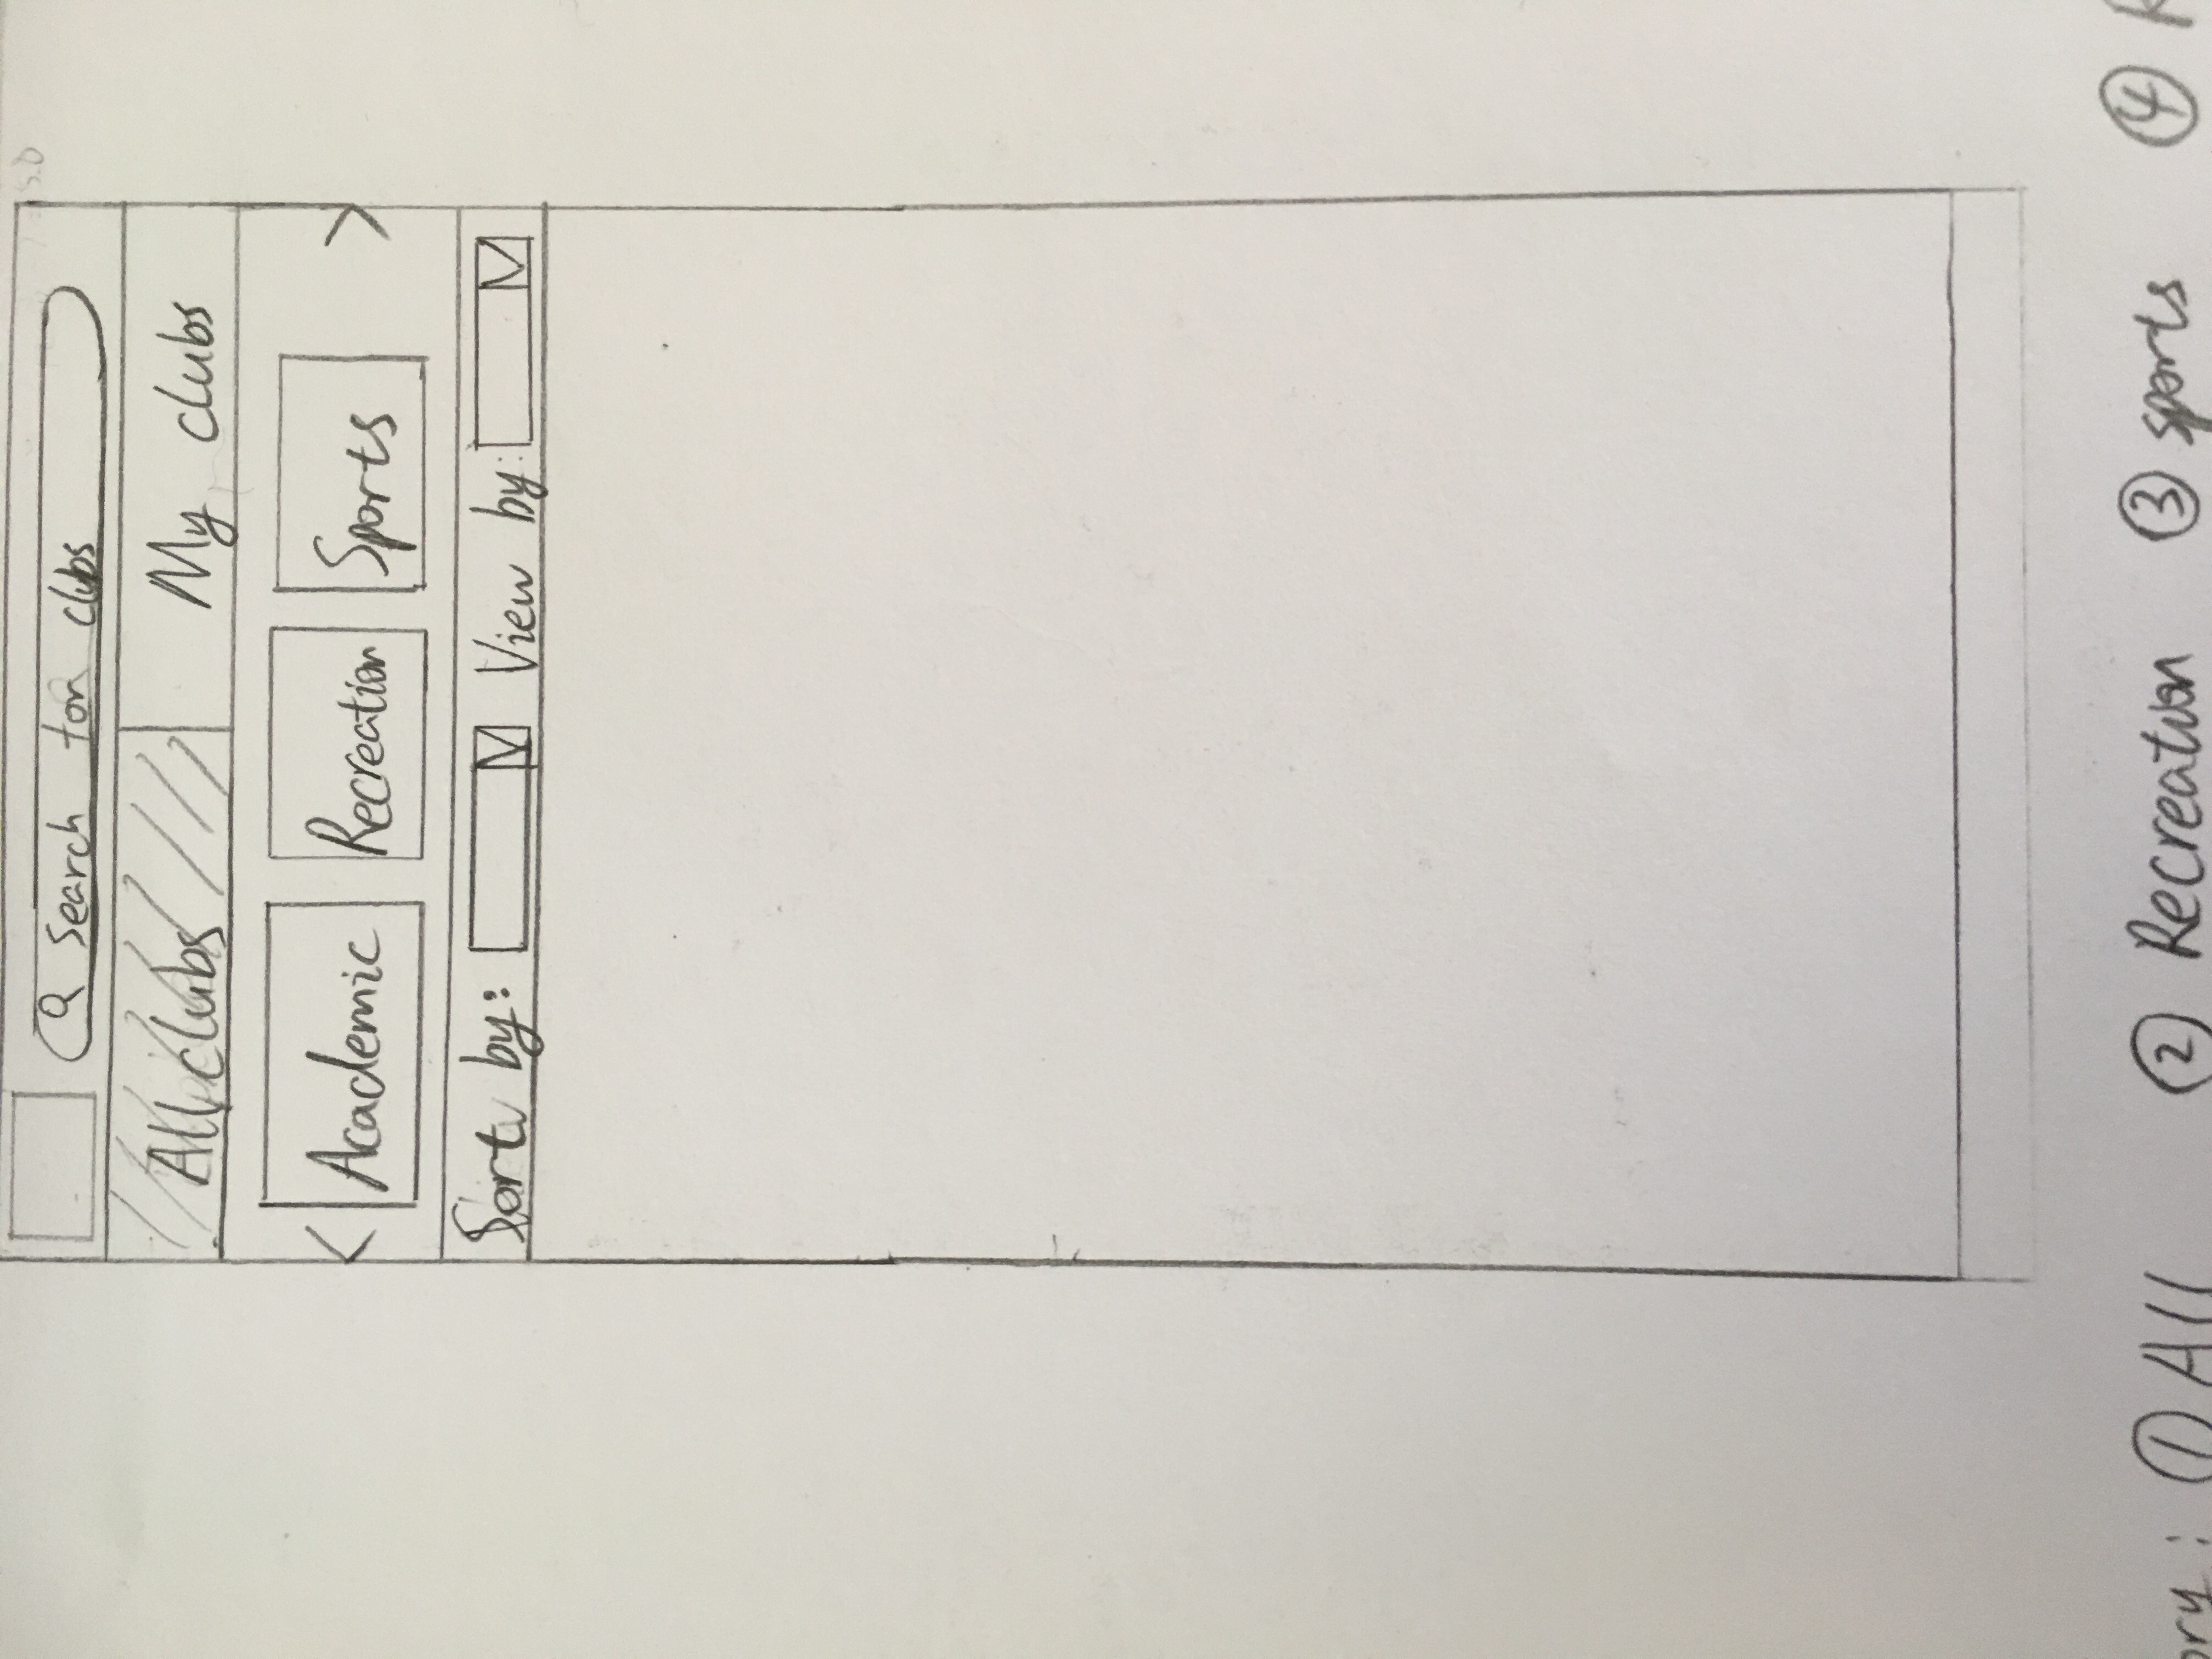 Search for clubs
All clubs My clubs
< Academic Recreation Sports >
Sort by: View by:
ory: ① All ② Recreation ③ sports ④ R